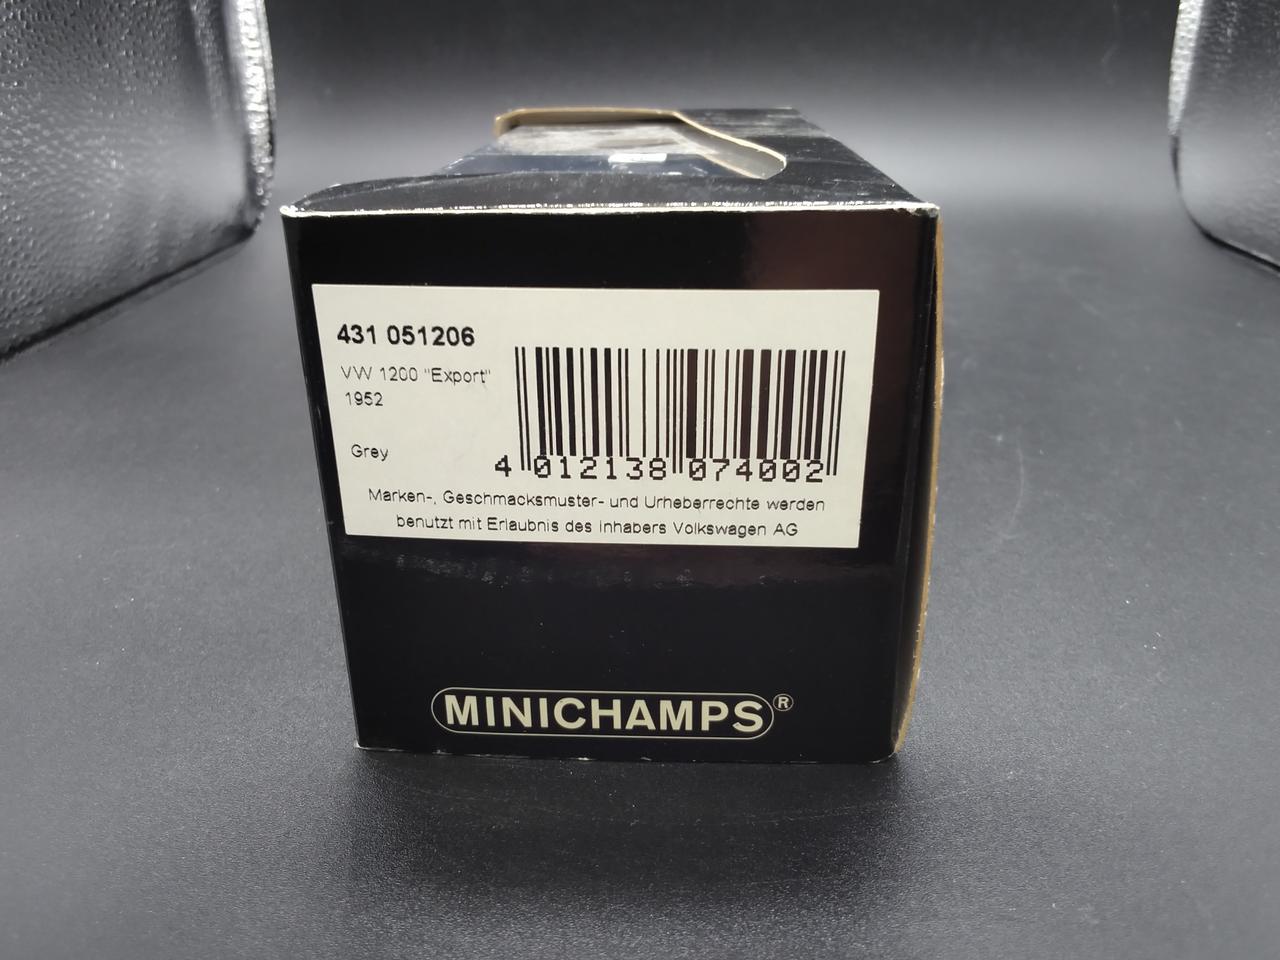 431 051206
VW 1200 "Export"
1952
Grey
4 012138 074002
Marken-, Geschmacksmuster- und Urheberrechte werden
benutzt mit Erlaubnis des Inhabers Volkswagen AG
MINICHAMPS®